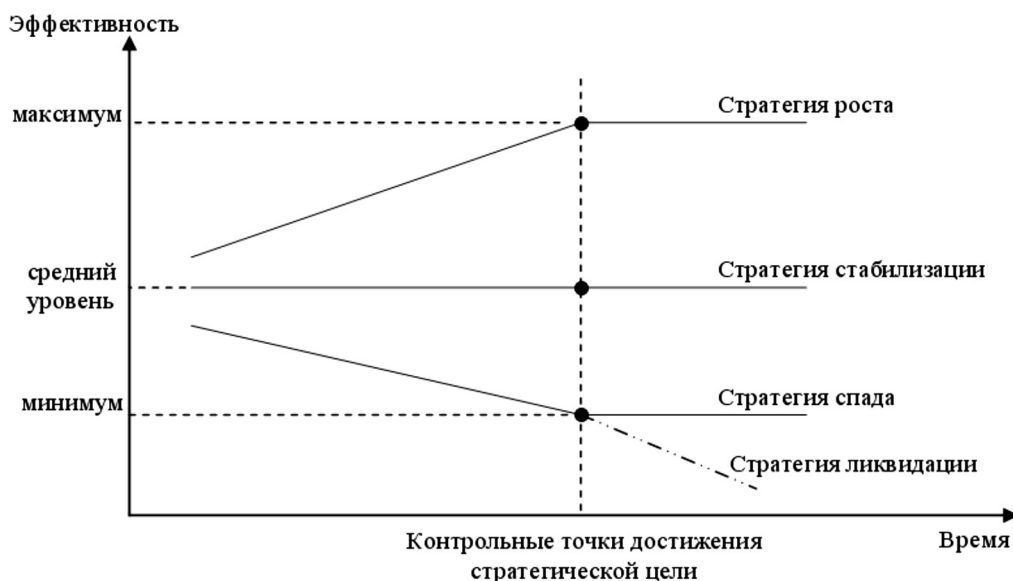 Эффективность
максимум
Стратегия роста
средний
уровень
Стратегия стабилизации
минимум
Стратегия спада
Стратегия ликвидации
Контрольные точки достижения
стратегической цели
Время